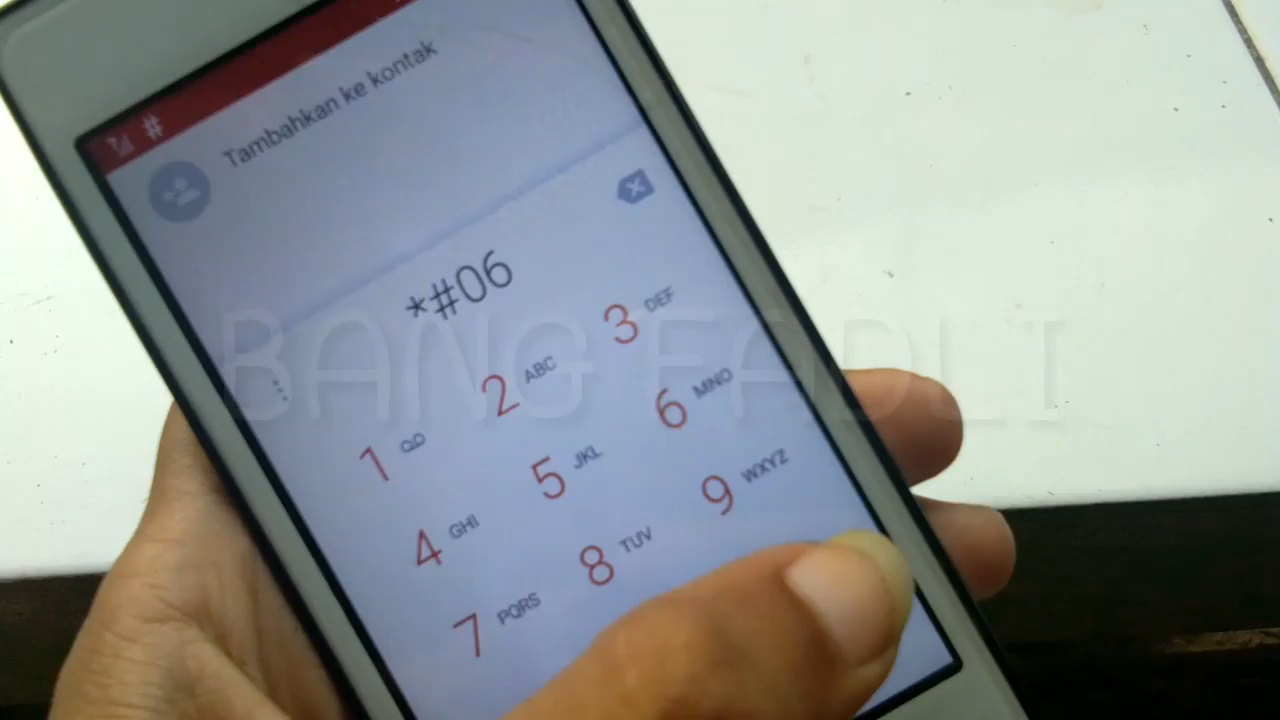 #
Tambahkan ke kontak
*#06
1
2 ABC
3 DEF
4 GHI
5 JKL
6 MNO
7 PQRS
8 TUV
9 WXYZ
BANG FADLI